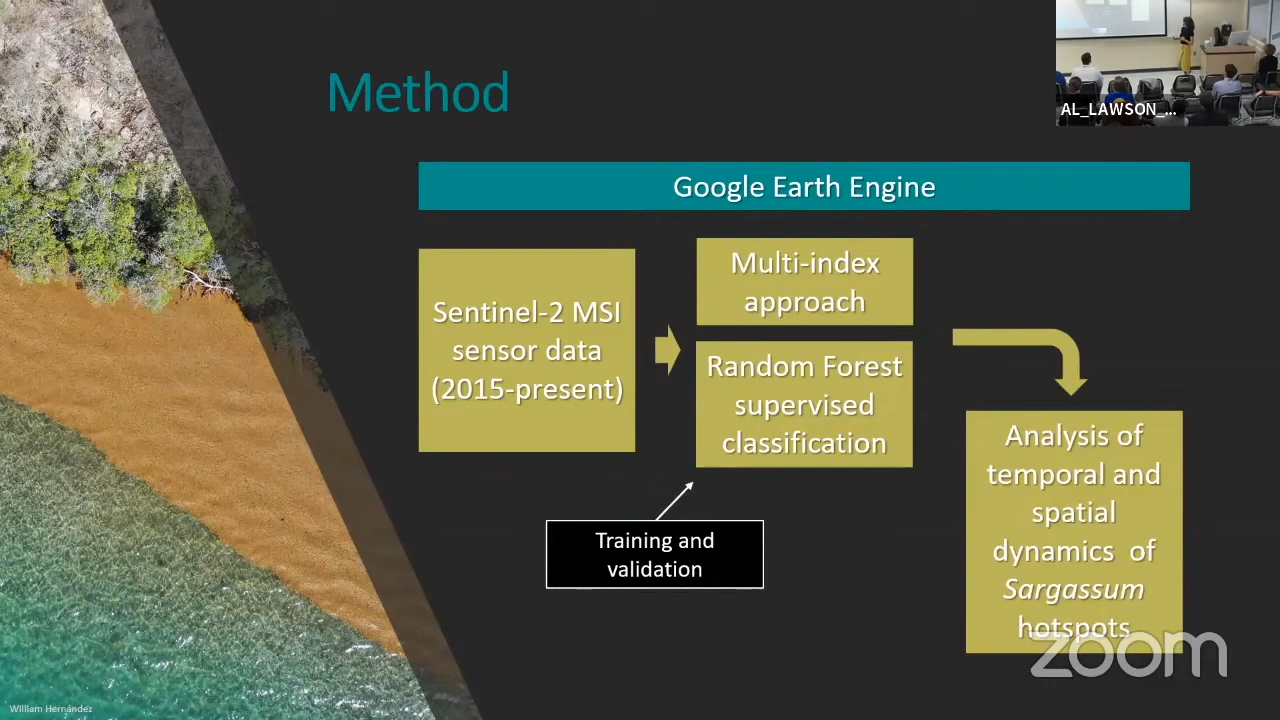 Method
AL_LAWSON_...
Google Earth Engine
Sentinel-2 MSI
sensor data
(2015-present)
Multi-index
approach
Random Forest
supervised
classification
Training and
validation
Analysis of
temporal and
spatial
dynamics of
Sargassum
hotspots
zoom
William Hernández